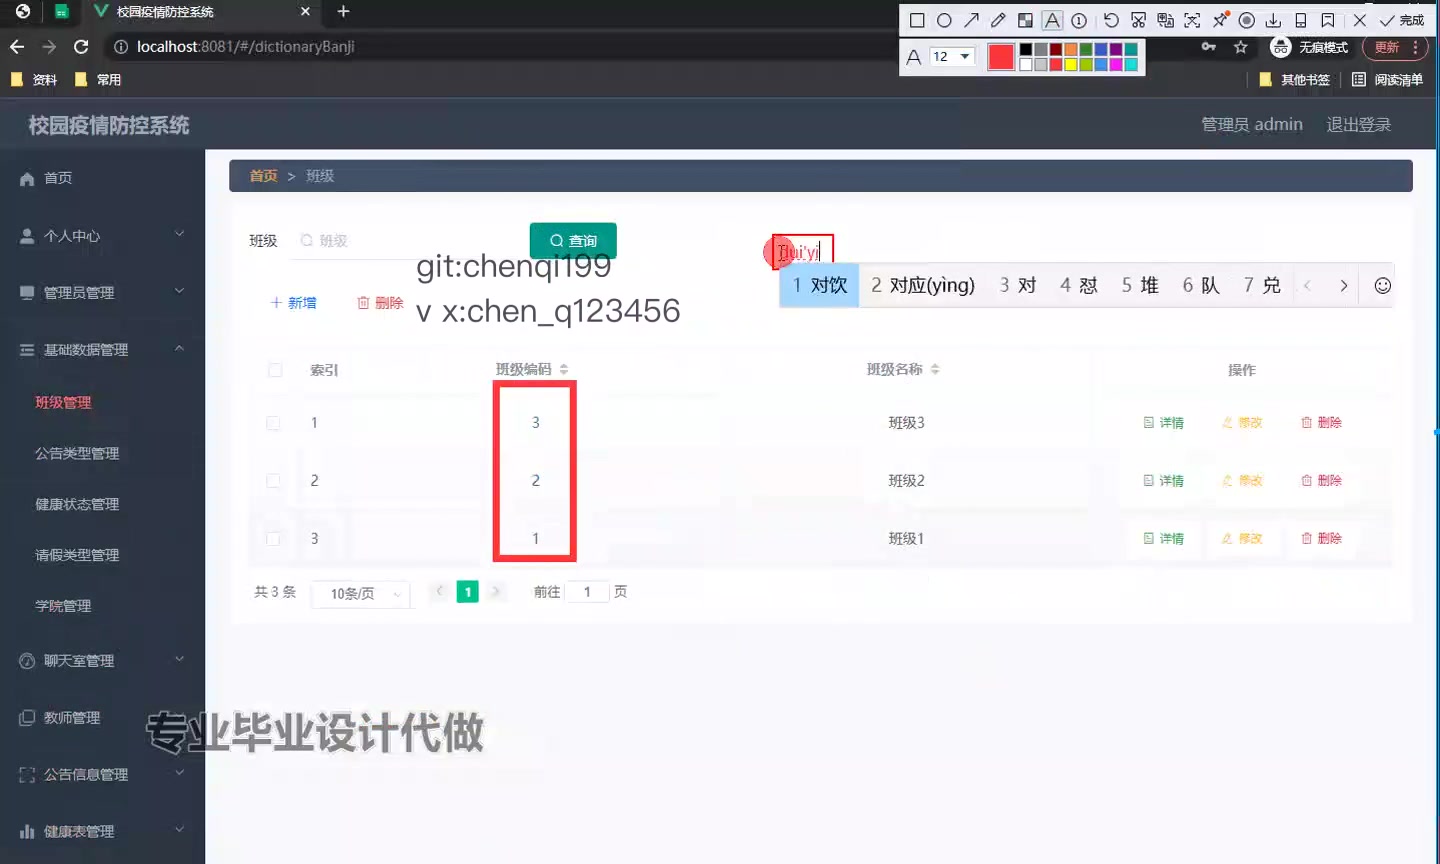 校园疫情防控系统
12
完成
localhost:8081/#/dictionaryBanji
无痕模式
更新
资料
常用
其他书签
阅读清单
校园疫情防控系统
管理员 admin
退出登录
首页
个人中心
管理员管理
基础数据管理
班级管理
公告类型管理
健康状态管理
请假类型管理
学院管理
聊天室管理
教师管理
公告信息管理
健康表管理
首页 > 班级
班级
班级
查询
dui'yi
1 对饮 2 对应(yìng) 3 对 4 怼 5 堆 6 队 7 兑
git:chenqi199
新增
删除
v x:chen_q123456
索引 班级编码 班级名称 操作
1 3 班级3 详情 修改 删除
2 2 班级2 详情 修改 删除
3 1 班级1 详情 修改 删除
共 3 条 10条/页 1 前往 1 页
专业毕业设计代做